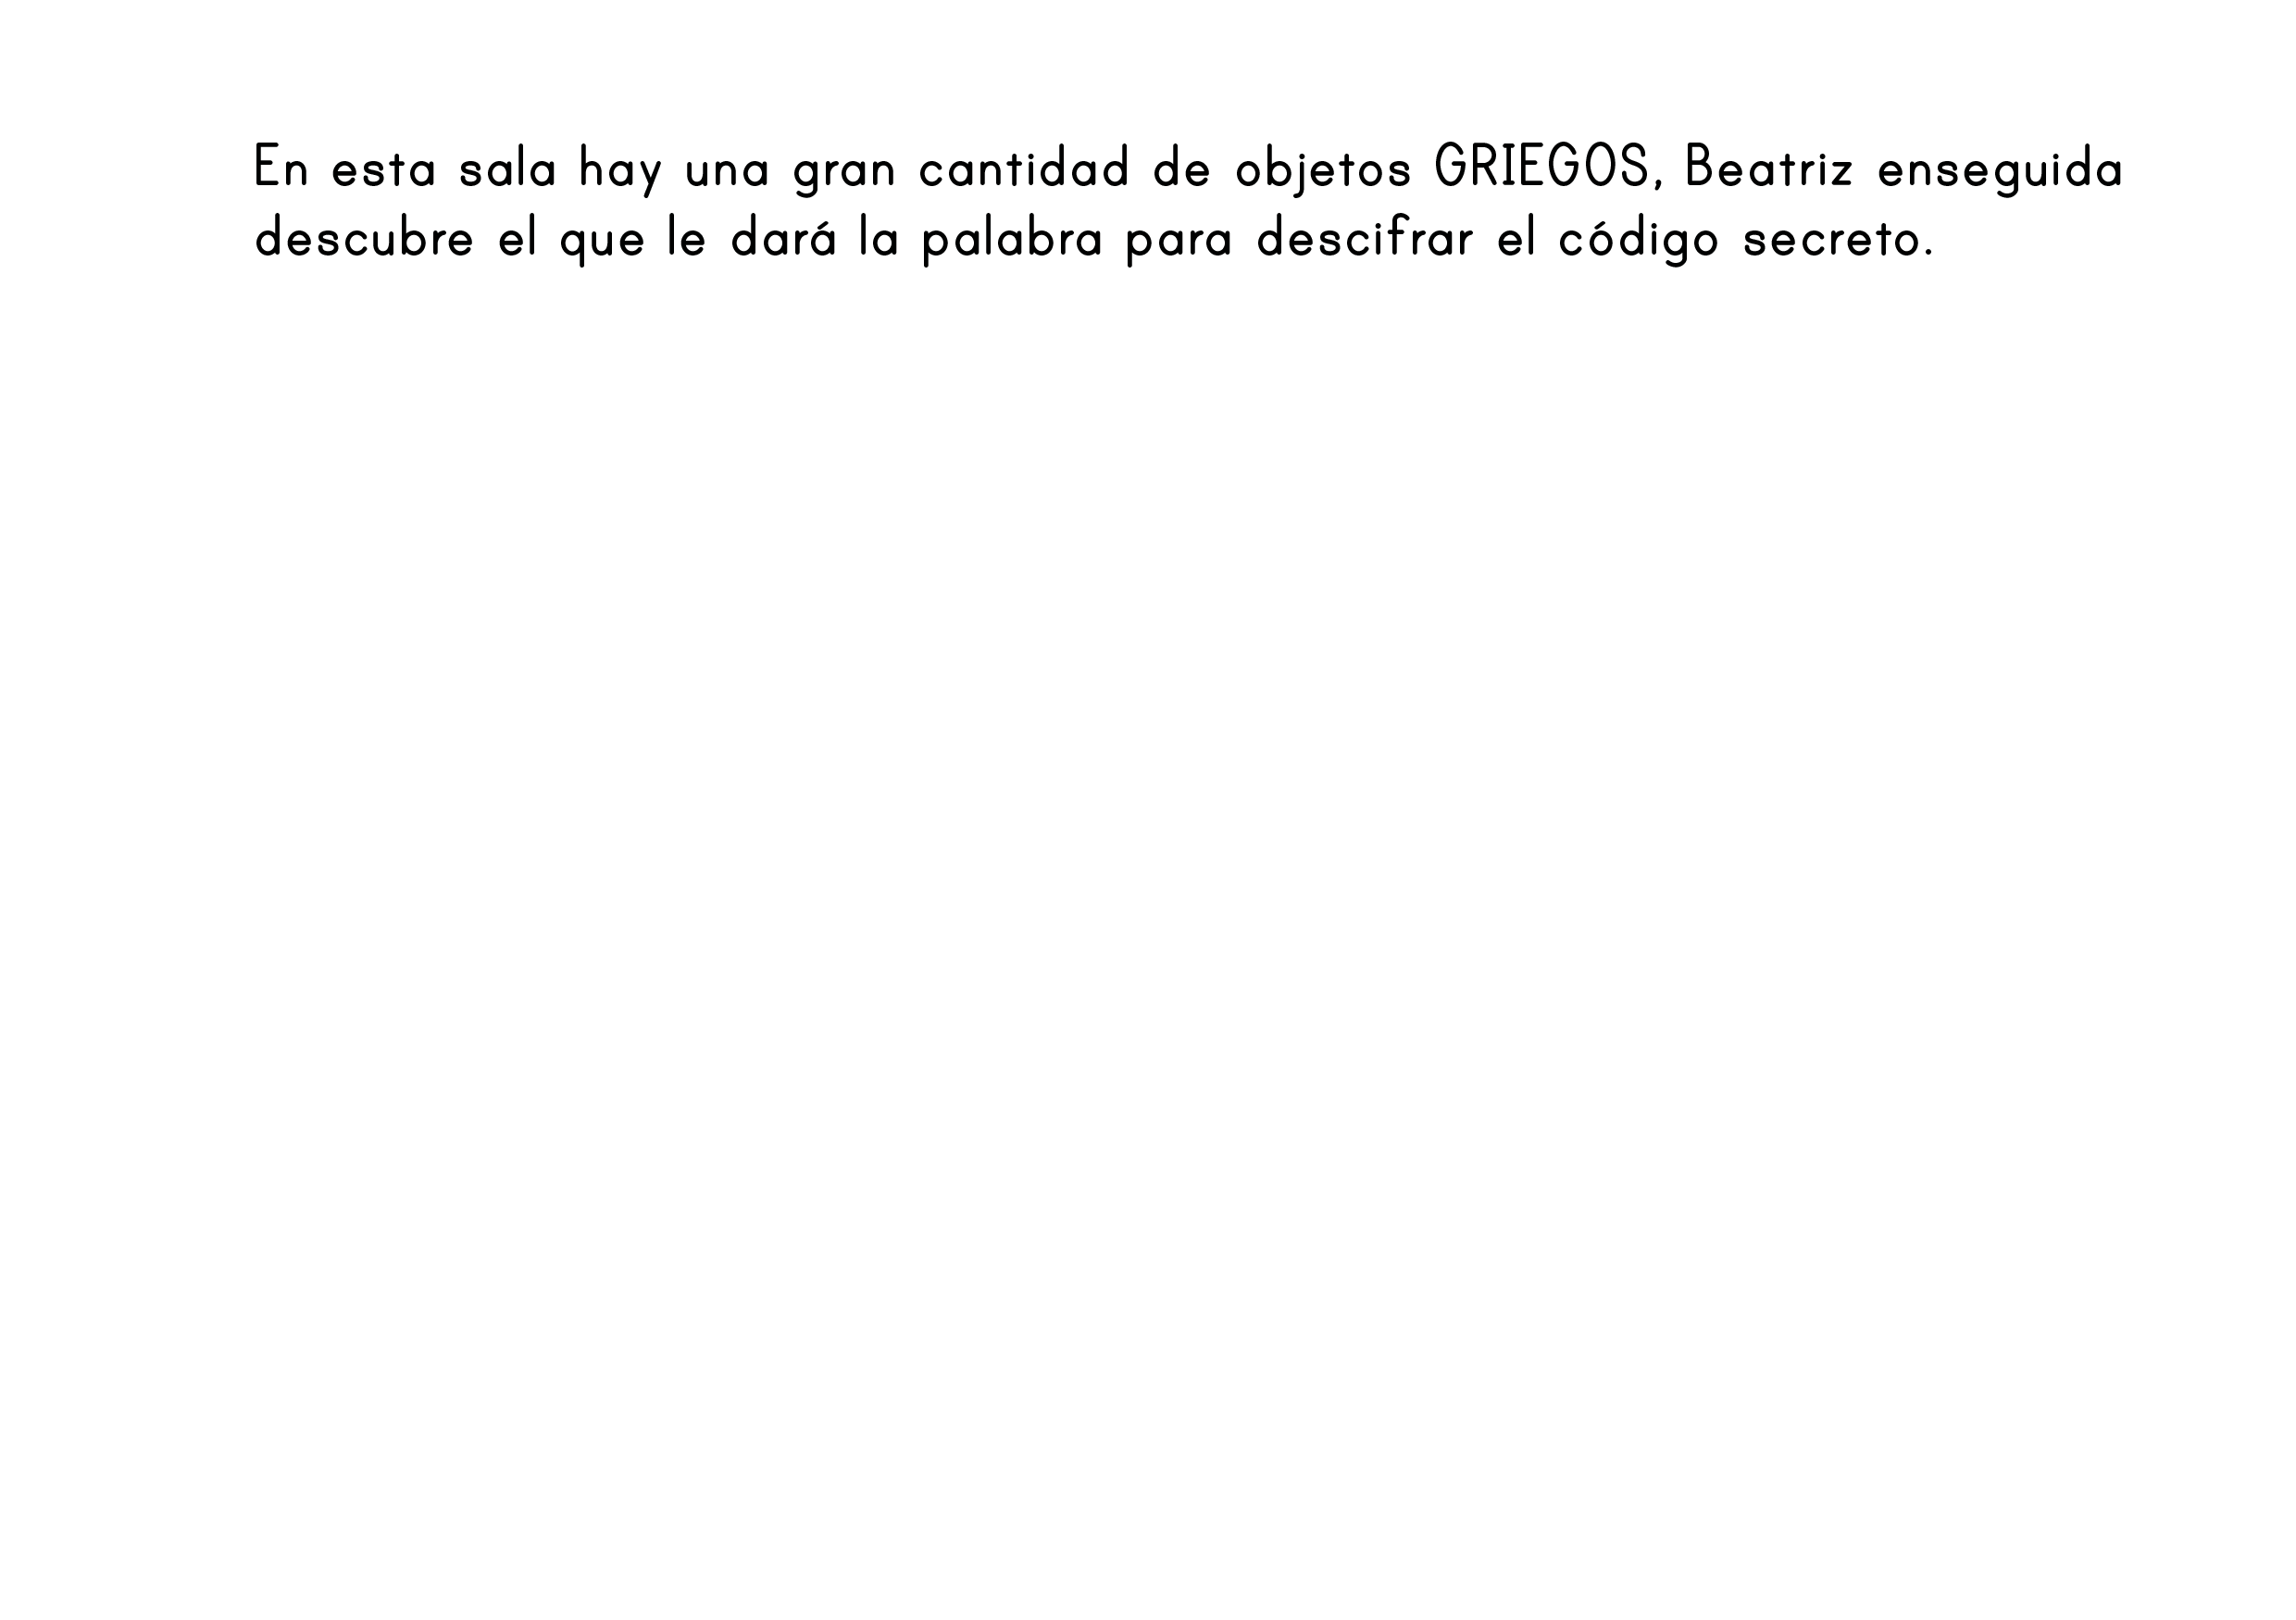 En esta sala hay una gran cantidad de objetos GRIEGOS, Beatriz enseguida
descubre el que le dará la palabra para descifrar el código secreto.